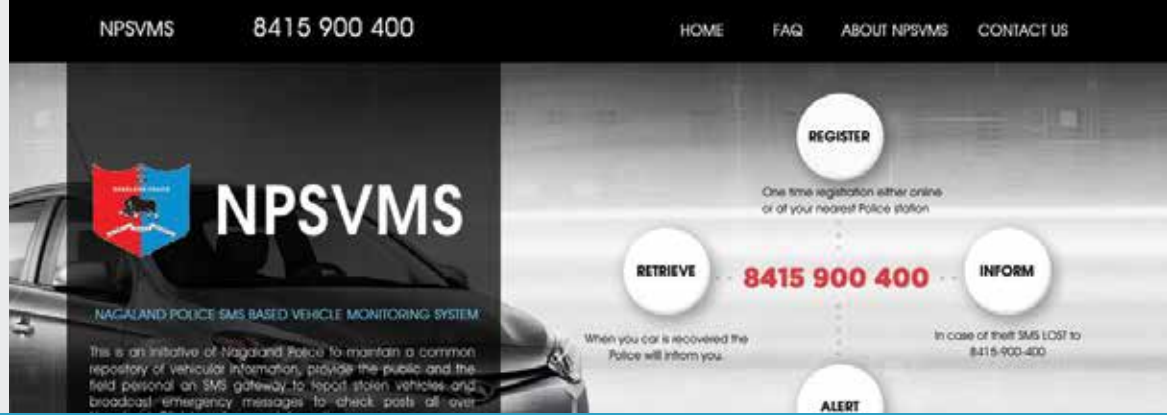 NPSVMS 8415 900 400 HOME FAQ ABOUT NPSVMS CONTACT US
NAGALAND POLICE
NPSVMS
NAGALAND POLICE SMS BASED VEHICLE MONITORING SYSTEM
This is an initiative of Nagaland Police to maintain a common
repository of vehicular information, provide the public and the
field personal an SMS gateway to report stolen vehicles and
broadcast emergency messages to check posts all over
REGISTER
One time registration either online
or at your nearest Police station
RETRIEVE
When you car is recovered the
Police will inform you.
8415 900 400
INFORM
In case of theft SMS LOST to
8415-900-400
ALERT